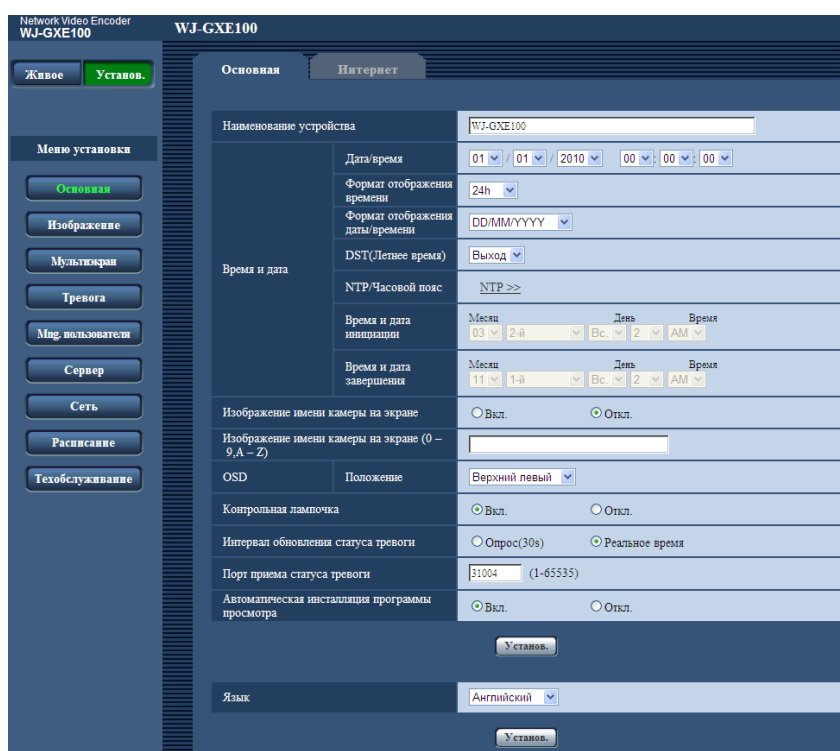 Network Video Encoder
WJ-GXE100
WJ-GXE100
Живое
Установ.
Основная
Интернет
Меню установки
Основная
Изображение
Мультиэкран
Тревога
Mng. пользователя
Сервер
Сеть
Расписание
Техобслуживание
Наименование устройства
WJ-GXE100
Время и дата
Дата/время
01 / 01 / 2010 00 : 00 : 00
Формат отображения
времени
24h
Формат отображения
даты/времени
DD/MM/YYYY
DST(Летнее время)
Выход
NTP/Часовой пояс
NTP >>
Время и дата
инициации
Месяц День Время
03 2-й Вс. 2 AM
Время и дата
завершения
Месяц День Время
11 1-й Вс. 2 AM
Изображение имени камеры на экране
Вкл. Откл.
Изображение имени камеры на экране (0 –
9,A – Z)
OSD
Положение
Верхний левый
Контрольная лампочка
Вкл. Откл.
Интервал обновления статуса тревоги
Опрос(30s) Реальное время
Порт приема статуса
тревоги
31004 (1-65535)
Автоматическая инсталляция программы
просмотра
Вкл. Откл.
Установ.
Язык
Английский
Установ.